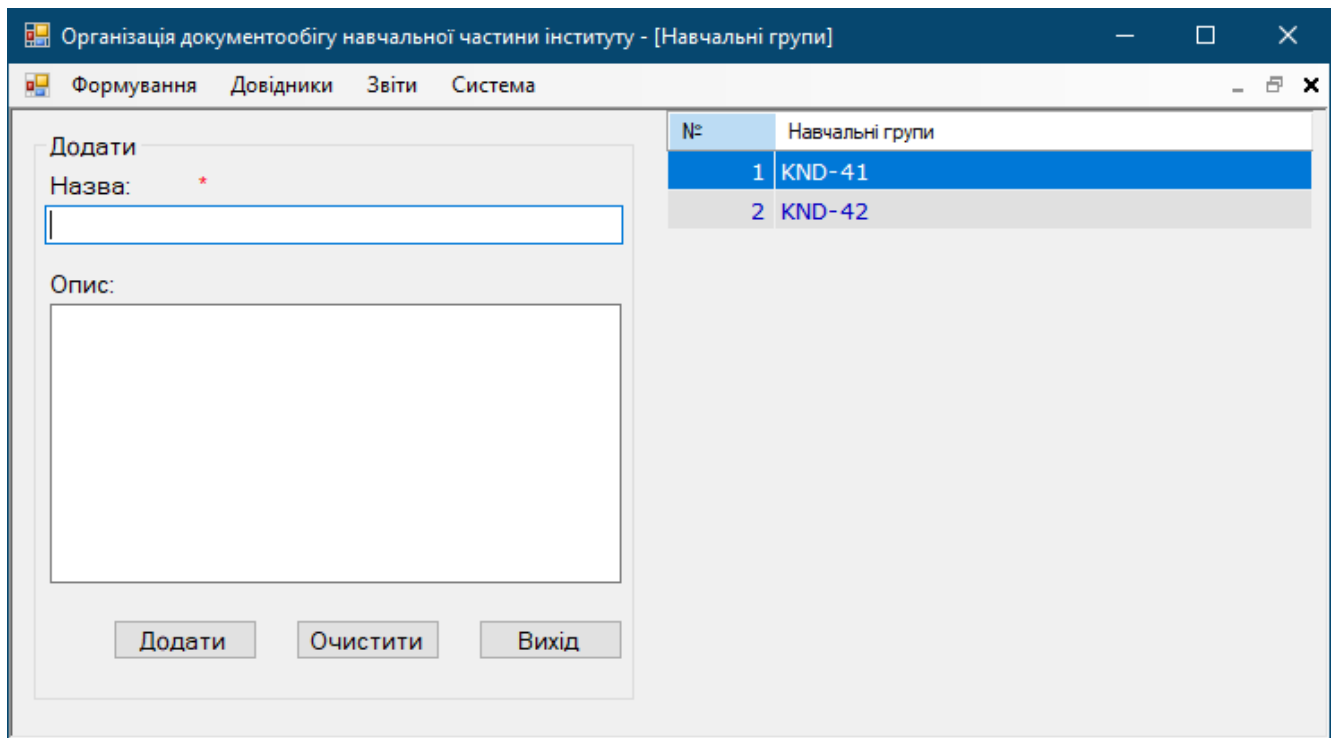 Організація документообігу навчальної частини інституту - [Навчальні групи]
Формування Довідники Звіти Система
Додати
Назва: *
Опис:
Додати Очистити Вихід
№ Навчальні групи
1 KND-41
2 KND-42